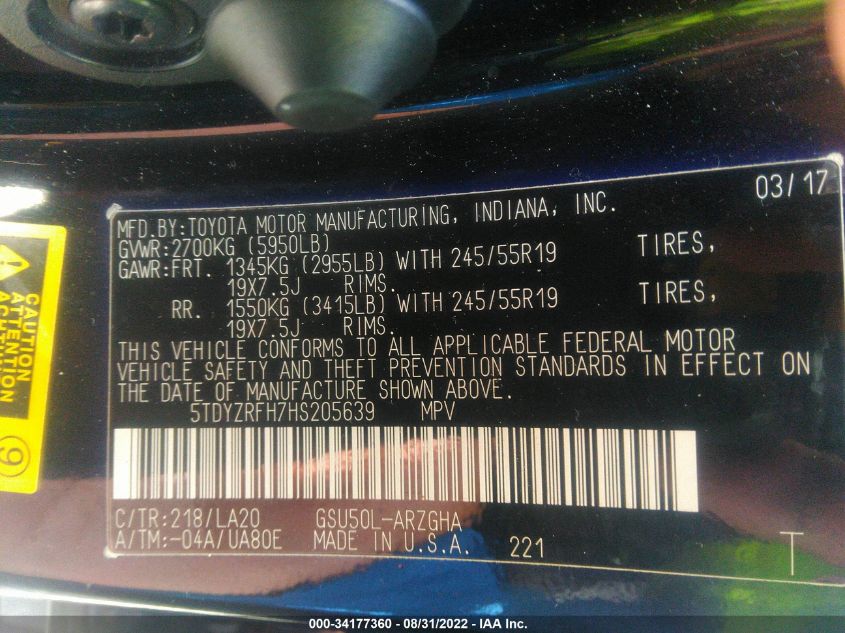 03/17
MFD.BY:TOYOTA MOTOR MANUFACTURING, INDIANA, INC.
GVWR:2700KG (5950LB)
GAWR:FRT. 1345KG (2955LB) WITH 245/55R19 TIRES,
19X7.5J RIMS.
RR. 1550KG (3415LB) WITH 245/55R19 TIRES,
19X7.5J RIMS.
THIS VEHICLE CONFORMS TO ALL APPLICABLE FEDERAL MOTOR
VEHICLE SAFETY AND THEFT PREVENTION STANDARDS IN EFFECT ON
THE DATE OF MANUFACTURE SHOWN ABOVE.
5TDYZRFH7HS205639 MPV
C/TR:218/LA20 GSU50L-ARZGHA
A/TM:-04A/UA80E MADE IN U.S.A. 221 T
CAUTION
ATTENTION
ACHTUNG
9
000-34177360 - 08/31/2022 - IAA Inc.